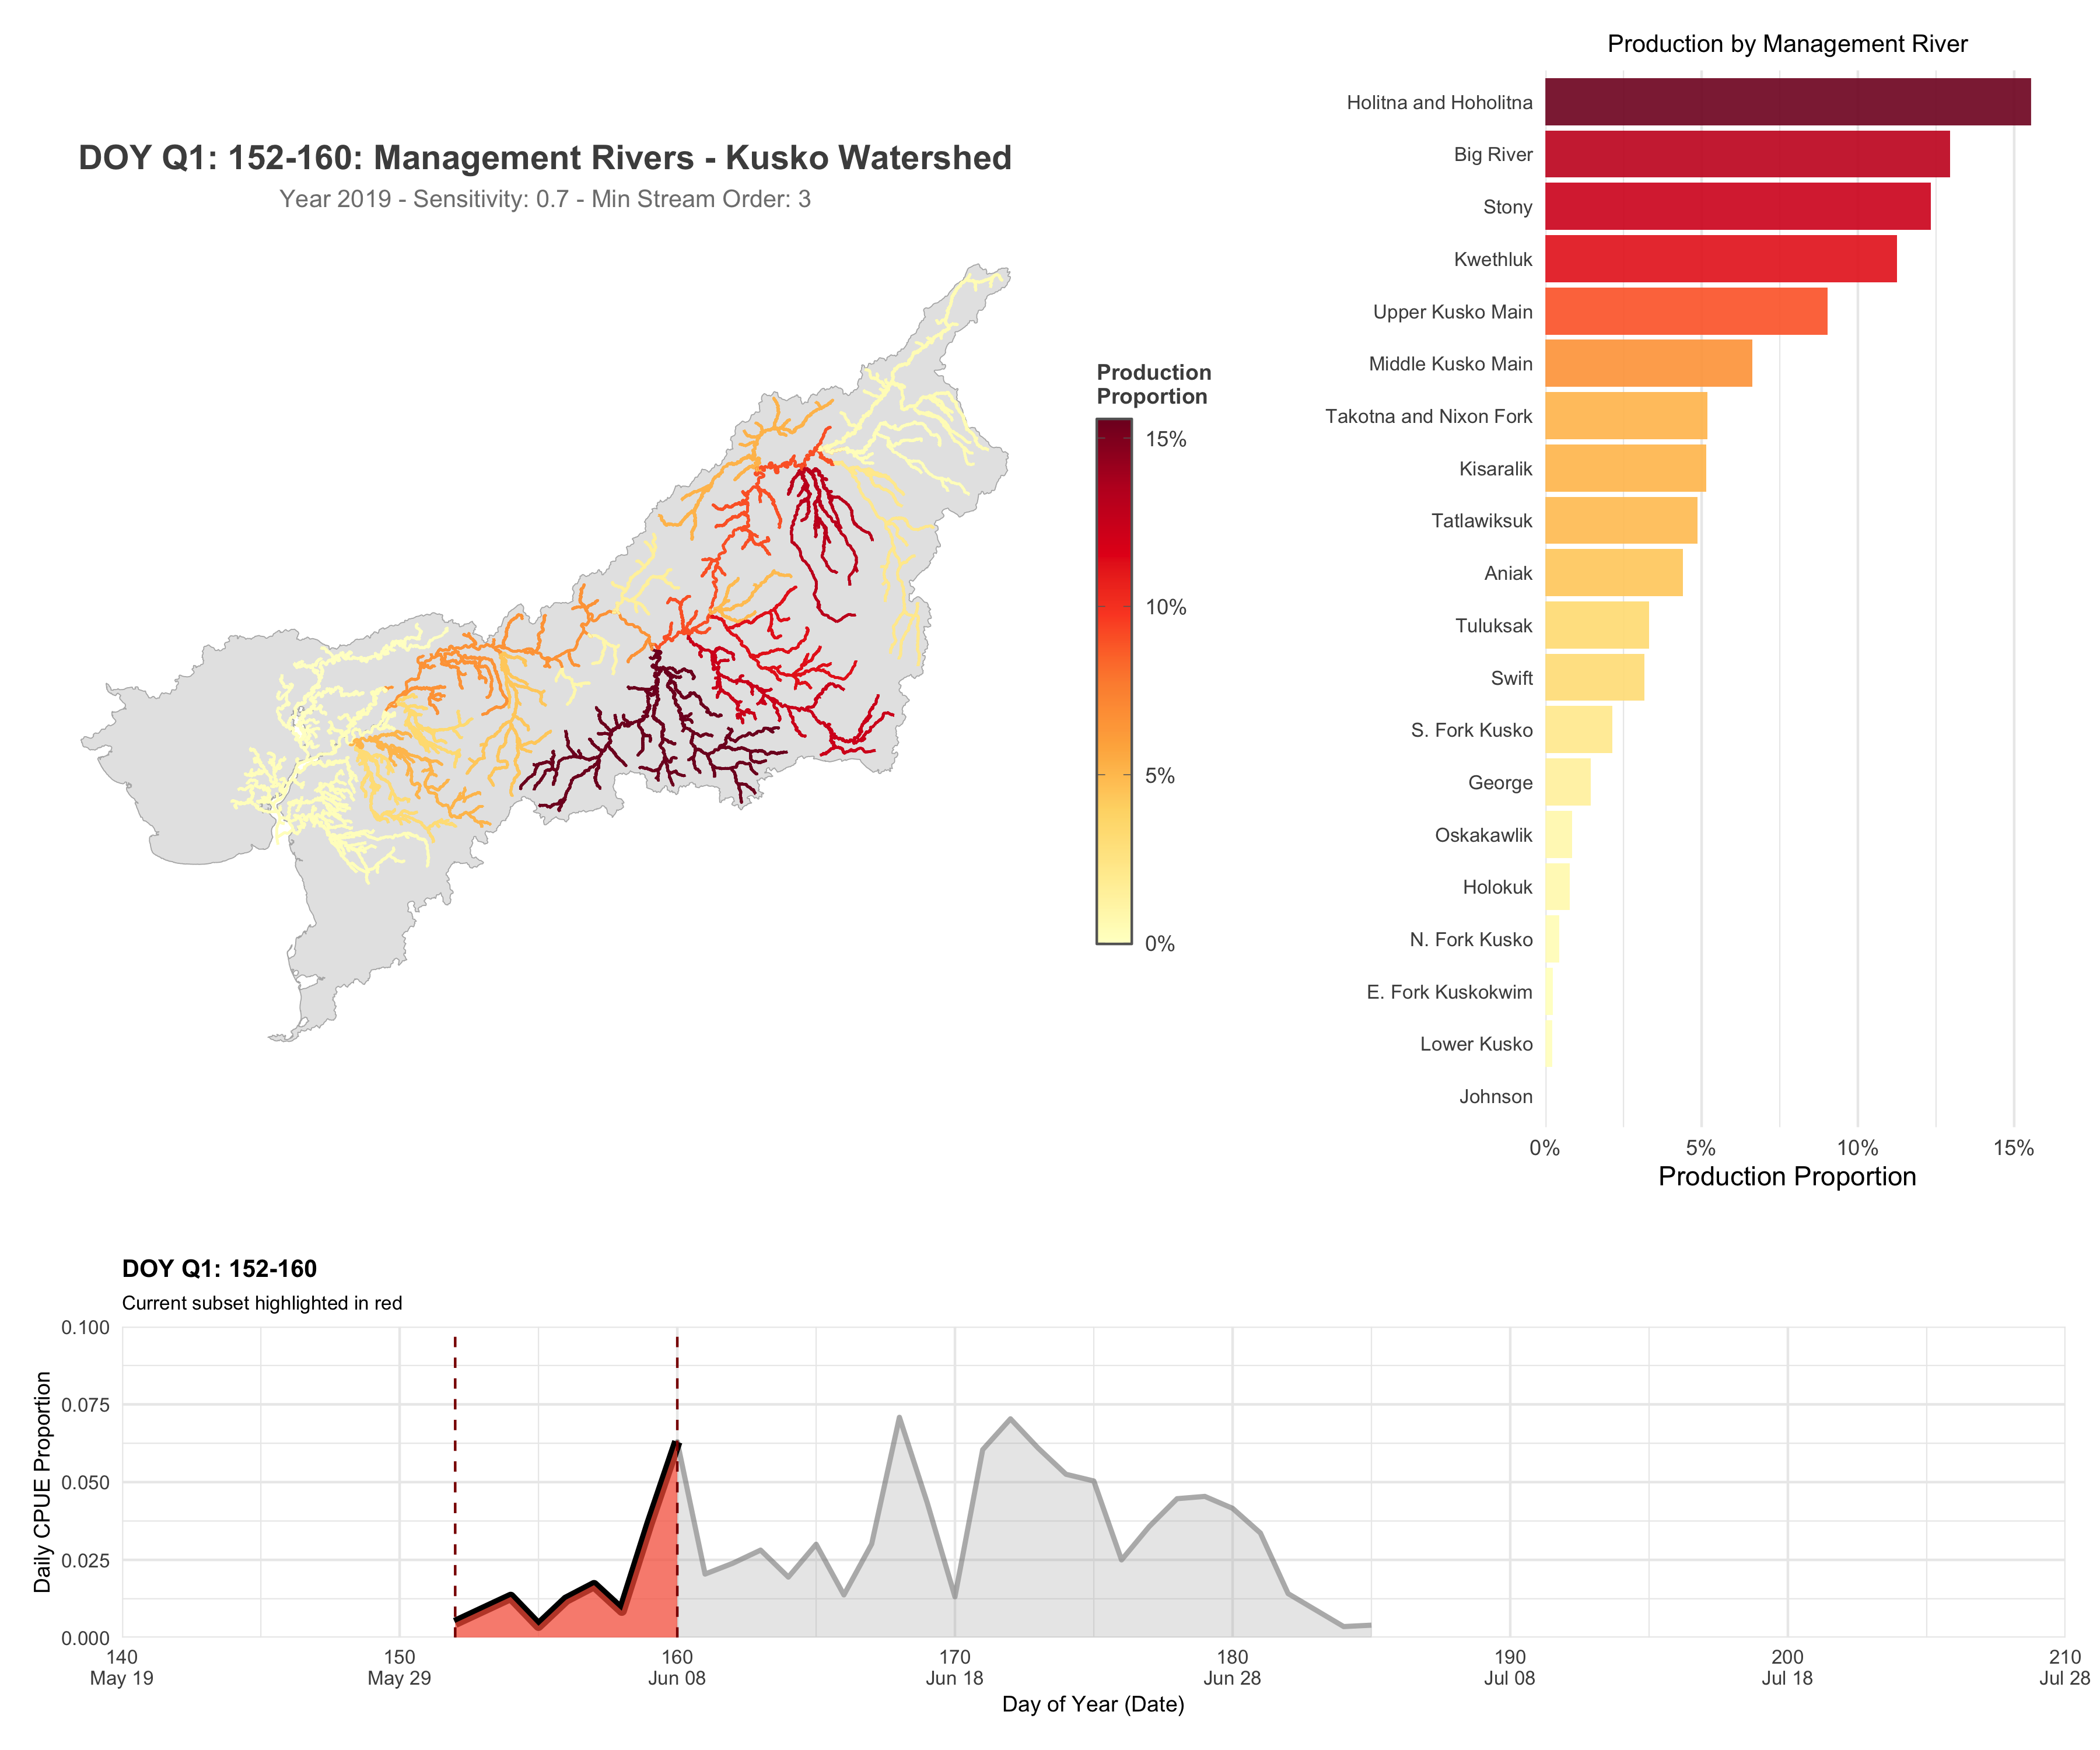 Production by Management River
Holitna and Hoholitna
Big River
Stony
Kwethluk
Upper Kusko Main
Middle Kusko Main
Takotna and Nixon Fork
Kisaralik
Tatlawiksuk
Aniak
Tuluksak
Swift
S. Fork Kusko
George
Oskakawlik
Holokuk
N. Fork Kusko
E. Fork Kuskokwim
Lower Kusko
Johnson
0% 5% 10% 15%
Production Proportion
DOY Q1: 152-160: Management Rivers - Kusko Watershed
Year 2019 - Sensitivity: 0.7 - Min Stream Order: 3
Production
Proportion
15%
10%
5%
0%
DOY Q1: 152-160
Current subset highlighted in red
Daily CPUE Proportion
0.100
0.075
0.050
0.025
0.000
140 150 160 170 180 190 200 210
May 19 May 29 Jun 08 Jun 18 Jun 28 Jul 08 Jul 18 Jul 28
Day of Year (Date)